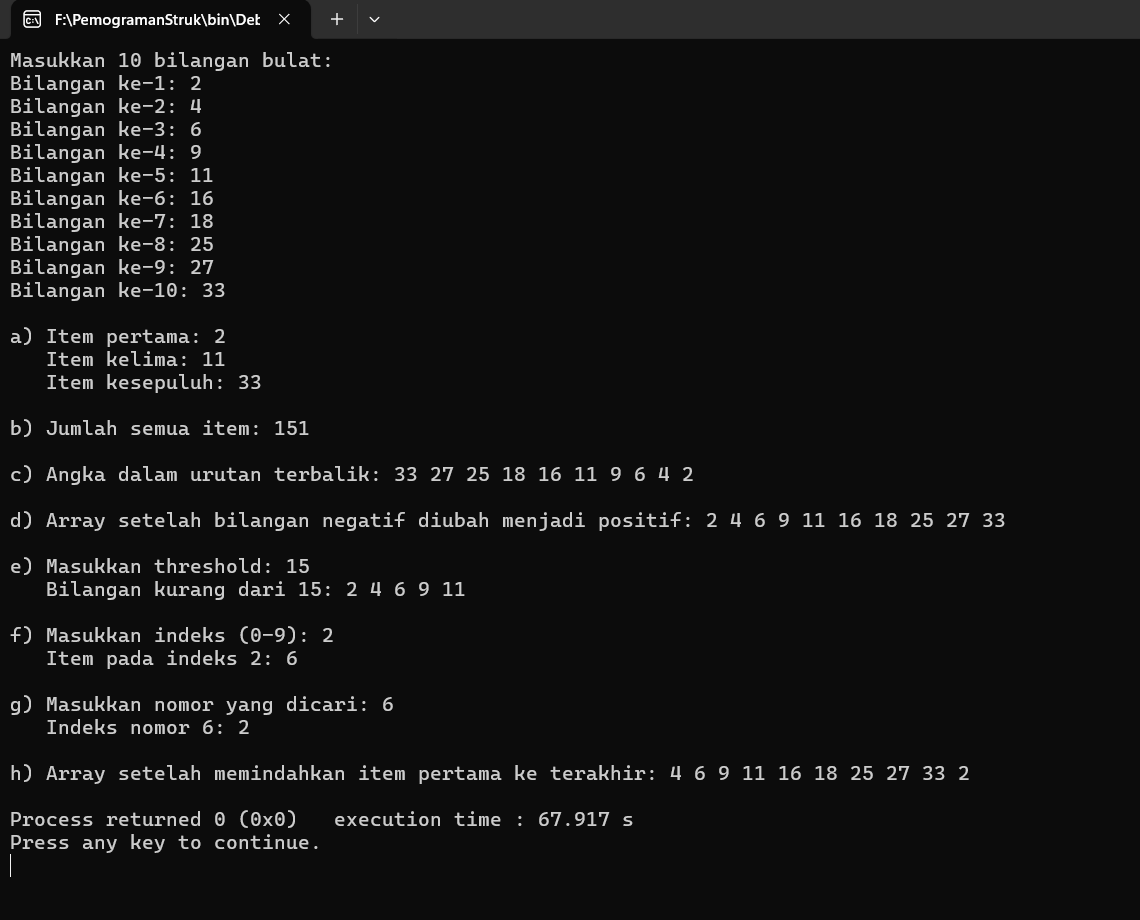 F:\PemogramanStruk\bin\Deb
Masukkan 10 bilangan bulat:
Bilangan ke-1: 2
Bilangan ke-2: 4
Bilangan ke-3: 6
Bilangan ke-4: 9
Bilangan ke-5: 11
Bilangan ke-6: 16
Bilangan ke-7: 18
Bilangan ke-8: 25
Bilangan ke-9: 27
Bilangan ke-10: 33
a) Item pertama: 2
Item kelima: 11
Item kesepuluh: 33
b) Jumlah semua item: 151
c) Angka dalam urutan terbalik: 33 27 25 18 16 11 9 6 4 2
d) Array setelah bilangan negatif diubah menjadi positif: 2 4 6 9 11 16 18 25 27 33
e) Masukkan threshold: 15
Bilangan kurang dari 15: 2 4 6 9 11
f) Masukkan indeks (0-9): 2
Item pada indeks 2: 6
g) Masukkan nomor yang dicari: 6
Indeks nomor 6: 2
h) Array setelah memindahkan item pertama ke terakhir: 4 6 9 11 16 18 25 27 33 2
Process returned 0 (0x0)   execution time : 67.917 s
Press any key to continue.